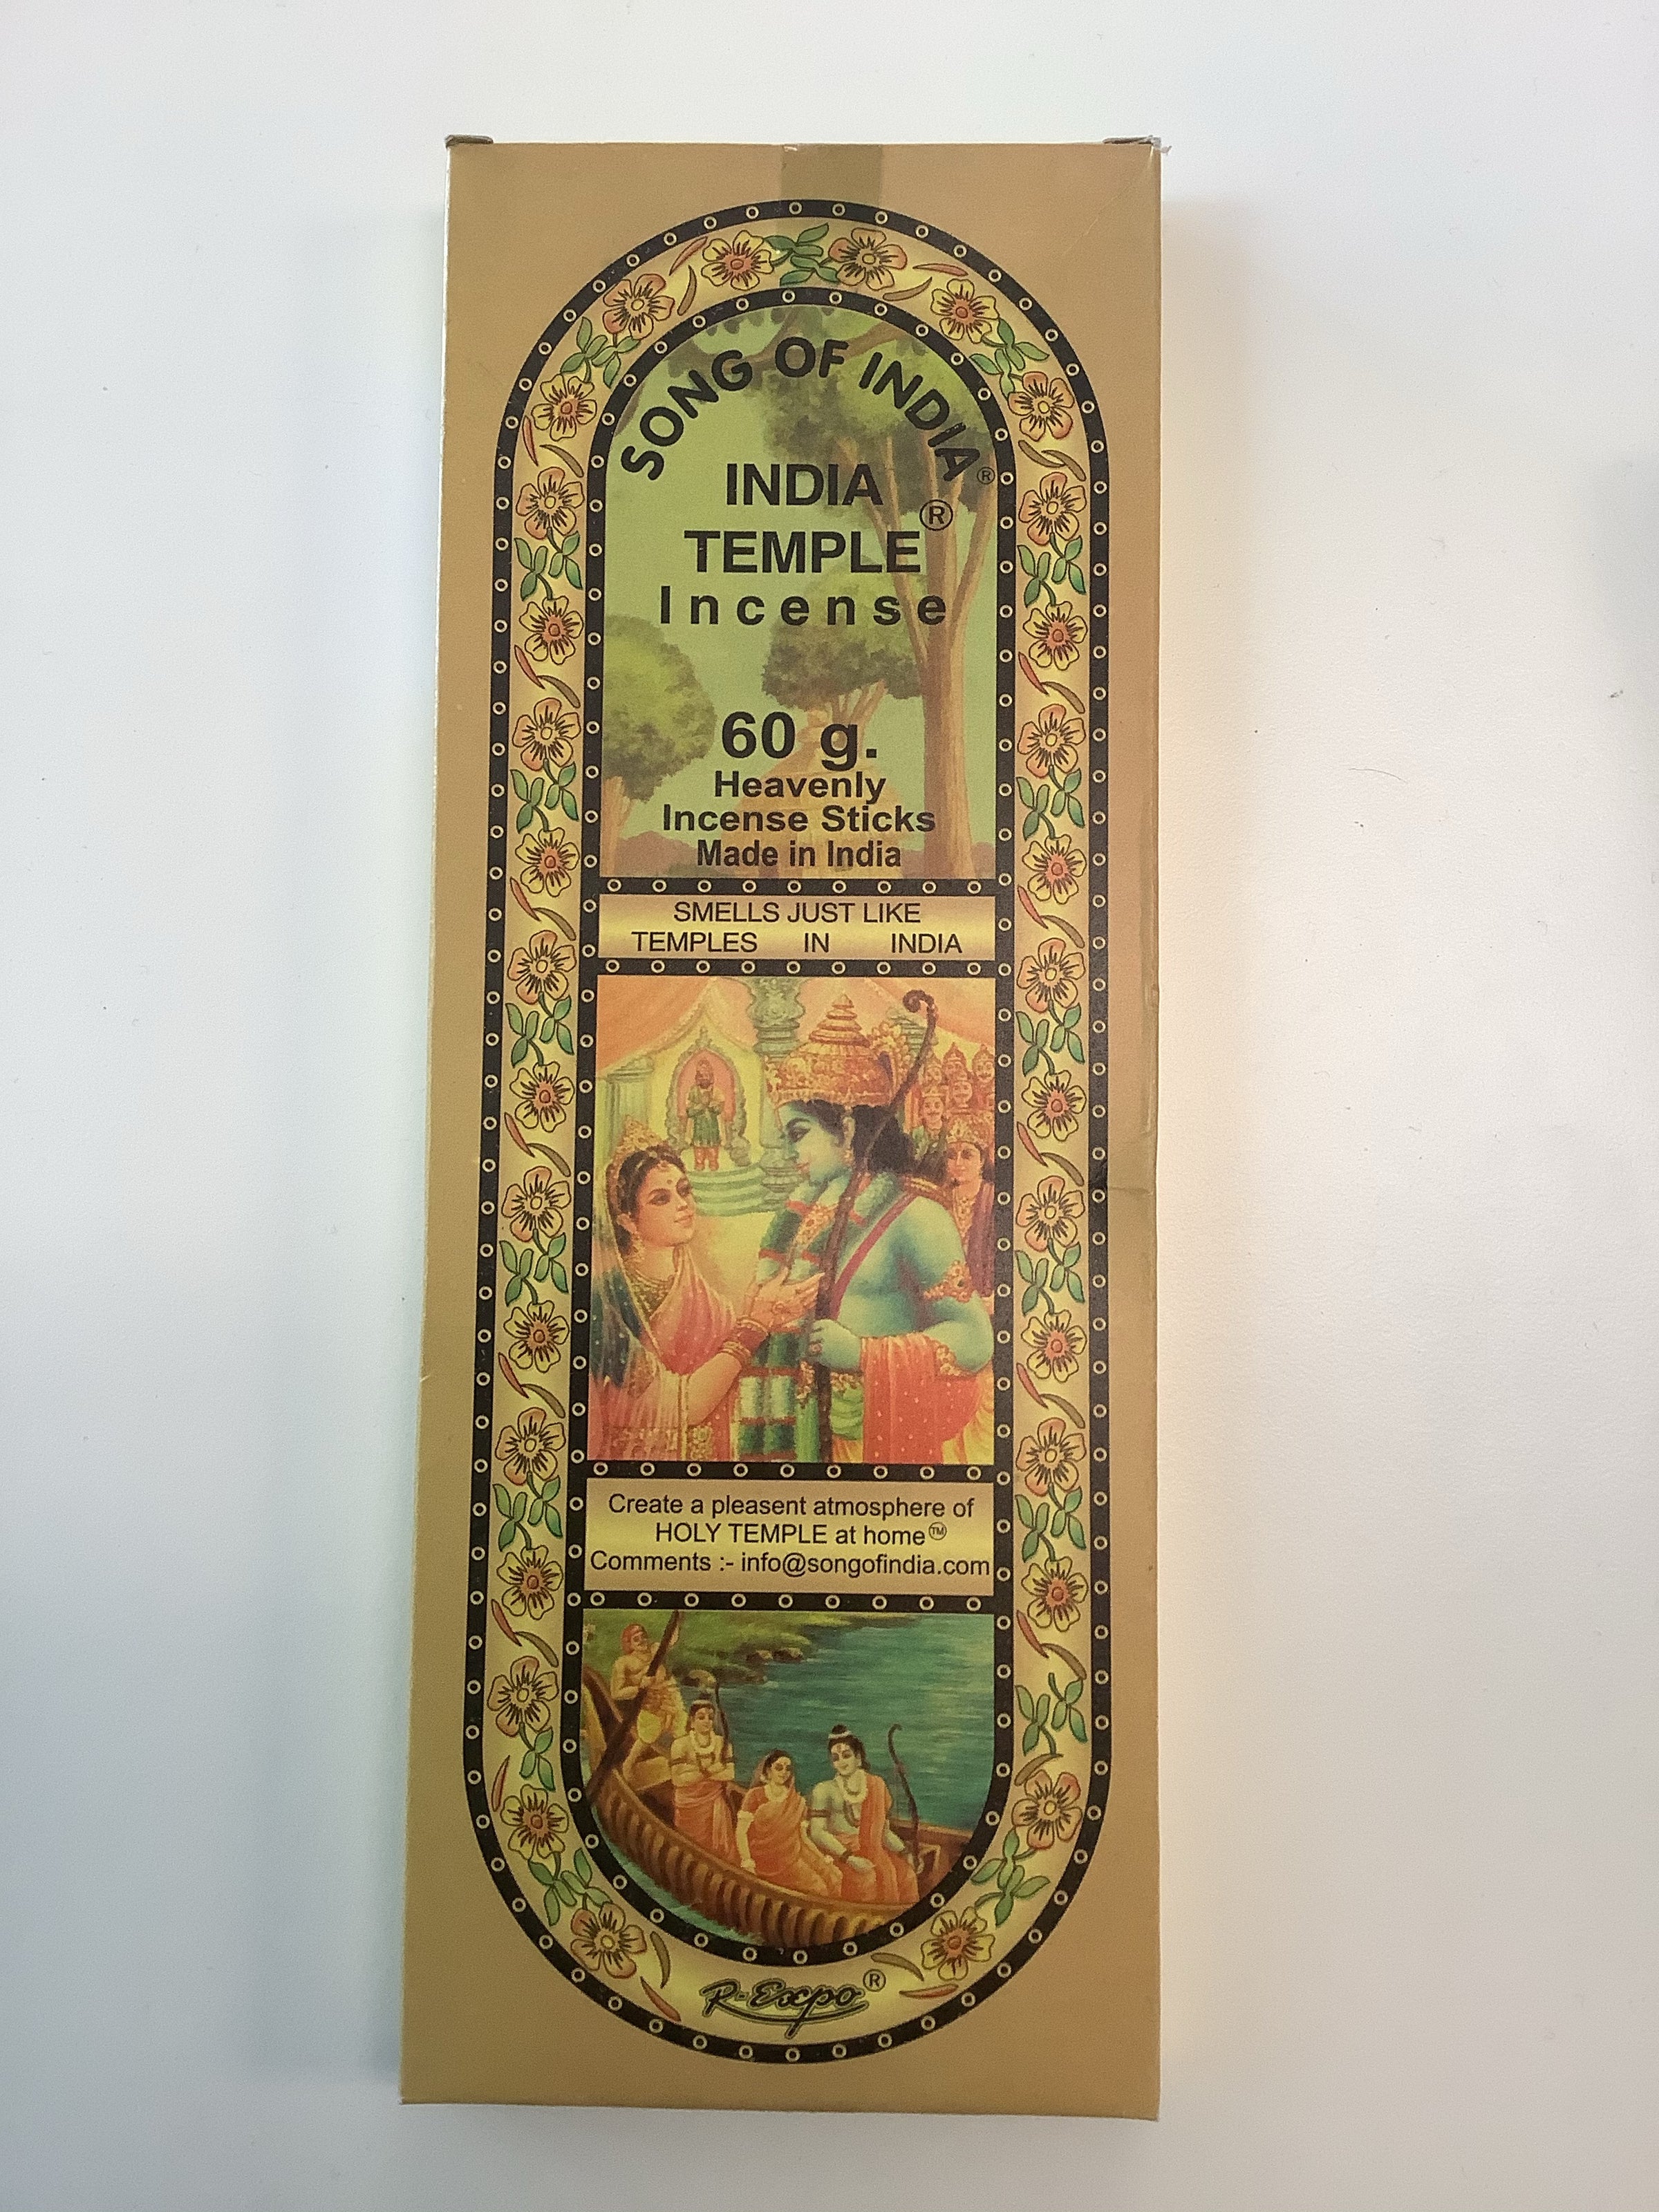 SONG OF INDIA®
INDIA
TEMPLE®
Incense
60 g.
Heavenly
Incense Sticks
Made in India
SMELLS JUST LIKE
TEMPLES IN INDIA
Create a pleasent atmosphere of
HOLY TEMPLE at home™
Comments :- info@songofindia.com
R-Expo®